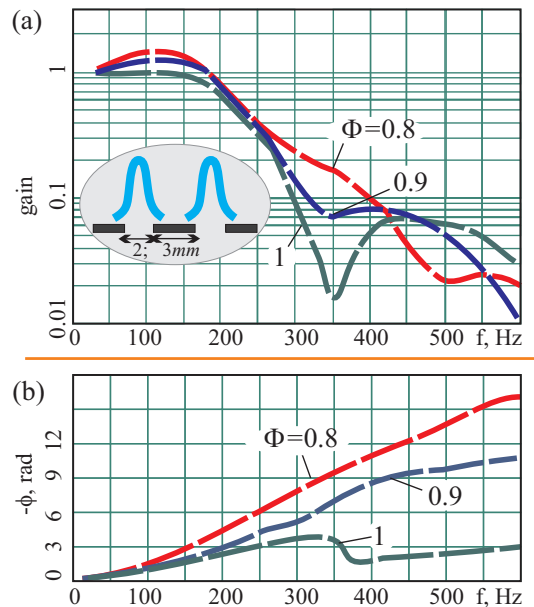 (a)
gain
1
0.1
0.01
Φ=0.8
0.9
1
2; 3mm
0 100 200 300 400 500 f, Hz
(b)
-ϕ, rad
12
9
6
3
0
Φ=0.8
0.9
1
0 100 200 300 400 500 f, Hz